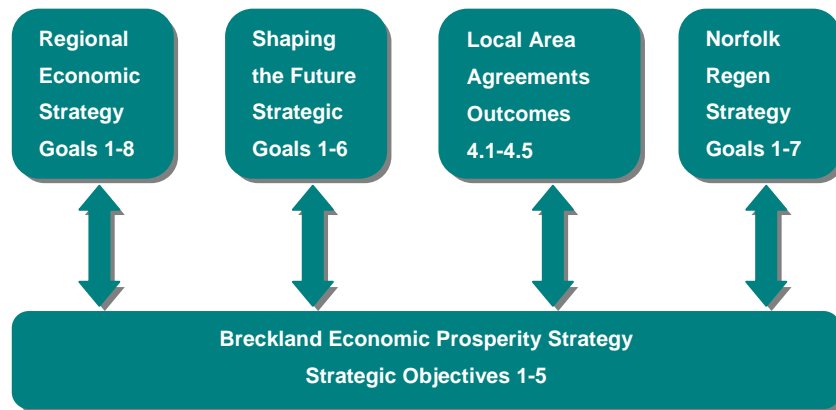 Regional
Economic
Strategy
Goals 1-8
Shaping
the Future
Strategic
Goals 1-6
Local Area
Agreements
Outcomes
4.1-4.5
Norfolk
Regen
Strategy
Goals 1-7
Breckland Economic Prosperity Strategy
Strategic Objectives 1-5